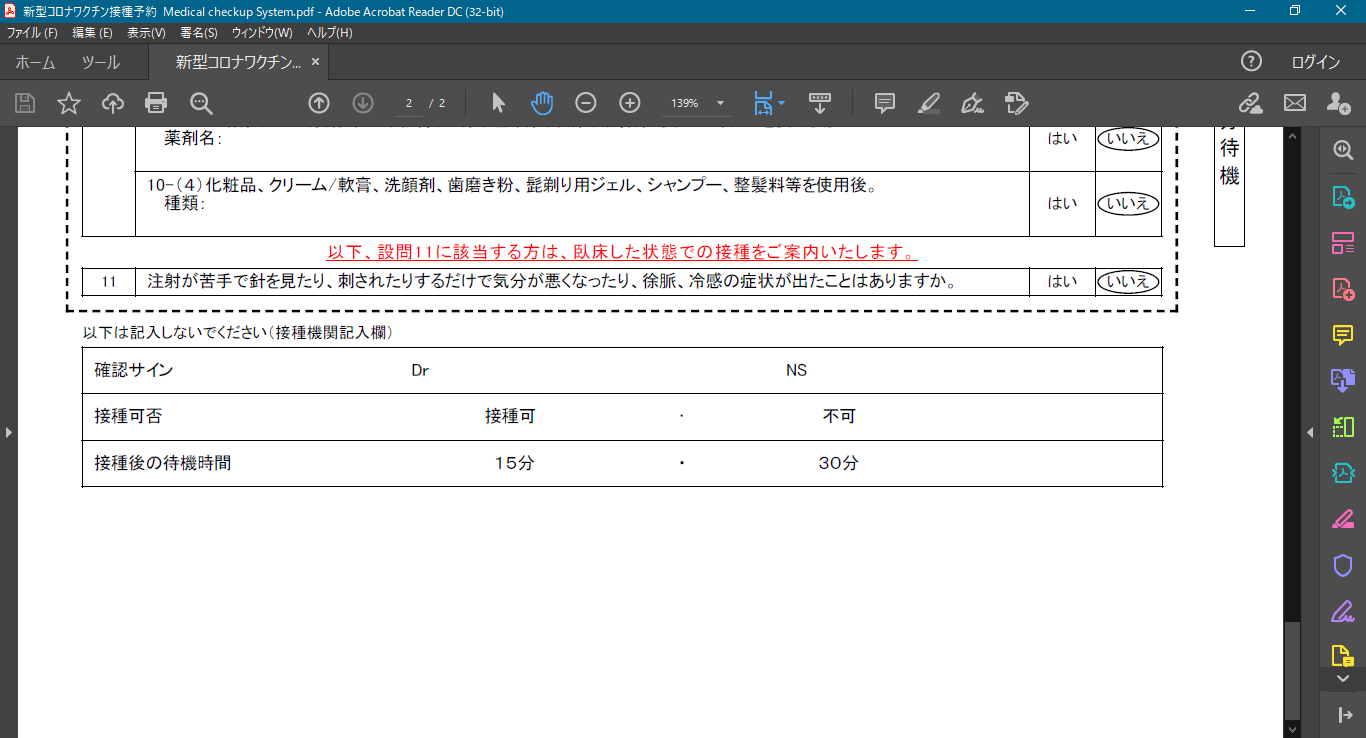 新型コロナワクチン接種予約 Medical checkup System.pdf - Adobe Acrobat Reader DC (32-bit)
ファイル(F) 編集(E) 表示(V) 署名(S) ウィンドウ(W) ヘルプ(H)
ホーム ツール 新型コロナワクチン... × ログイン
2 / 2 139%
薬剤名： はい いいえ
待機
10-(4)化粧品、クリーム/軟膏、洗顔剤、歯磨き粉、髭剃り用ジェル、シャンプー、整髪料等を使用後。
種類： はい いいえ
以下、設問11に該当する方は、臥床した状態での接種をご案内いたします。
11 注射が苦手で針を見たり、刺されたりするだけで気分が悪くなったり、徐脈、冷感の症状が出たことはありますか。 はい いいえ
以下は記入しないでください（接種機関記入欄）
確認サイン Dr NS
接種可否 接種可 ・ 不可
接種後の待機時間 15分 ・ 30分